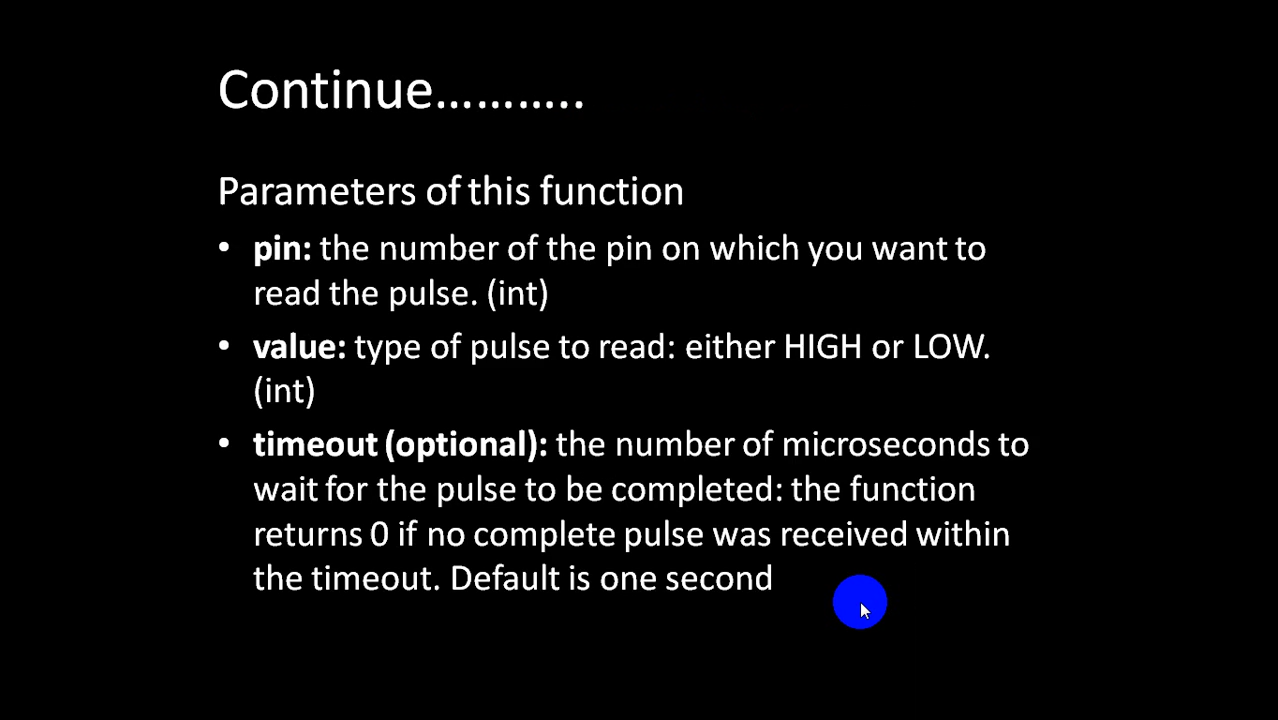 Continue………..
Parameters of this function
• pin: the number of the pin on which you want to
read the pulse. (int)
• value: type of pulse to read: either HIGH or LOW.
(int)
• timeout (optional): the number of microseconds to
wait for the pulse to be completed: the function
returns 0 if no complete pulse was received within
the timeout. Default is one second